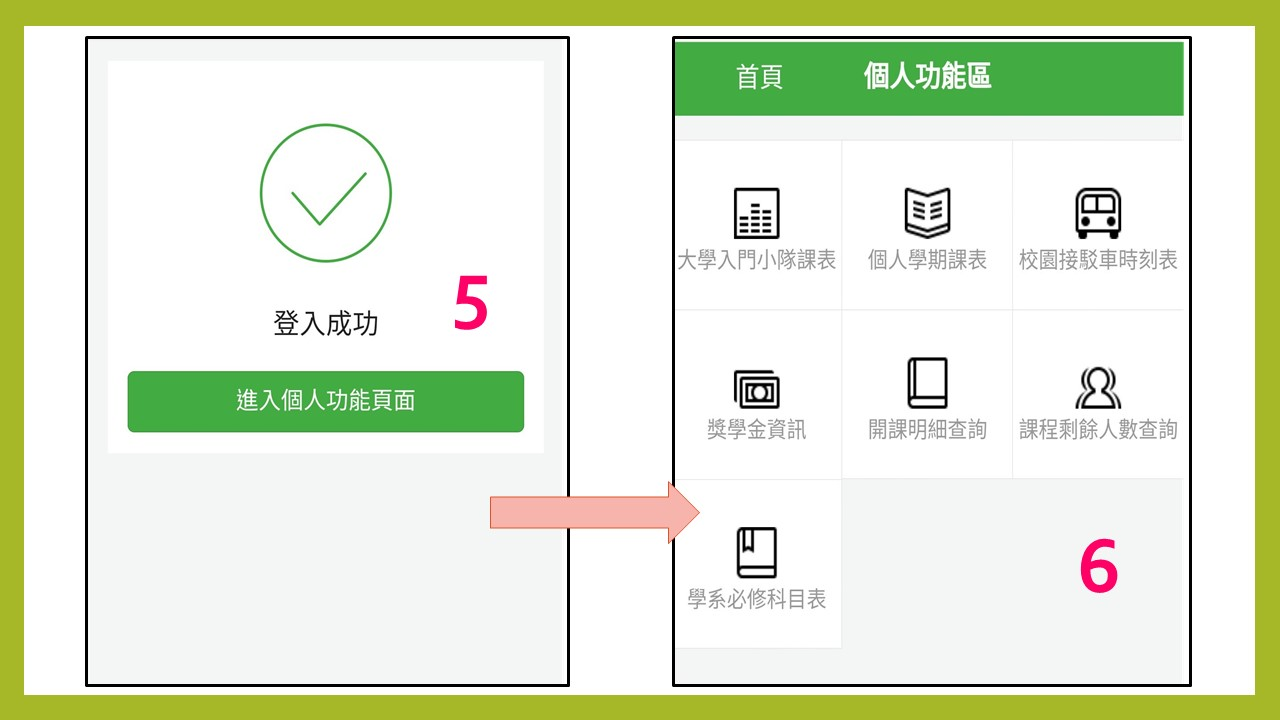 登入成功
5
進入個人功能頁面
首頁 個人功能區
大學入門小隊課表 個人學期課表 校園接駁車時刻表
獎學金資訊 開課明細查詢 課程剩餘人數查詢
學系必修科目表
6